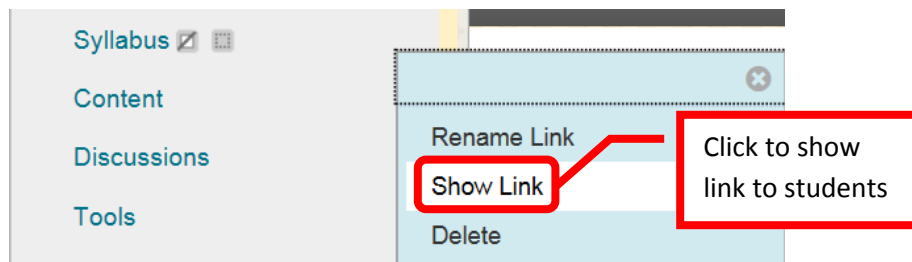 Syllabus
Content
Discussions
Tools
Rename Link
Show Link
Delete
Click to show
link to students